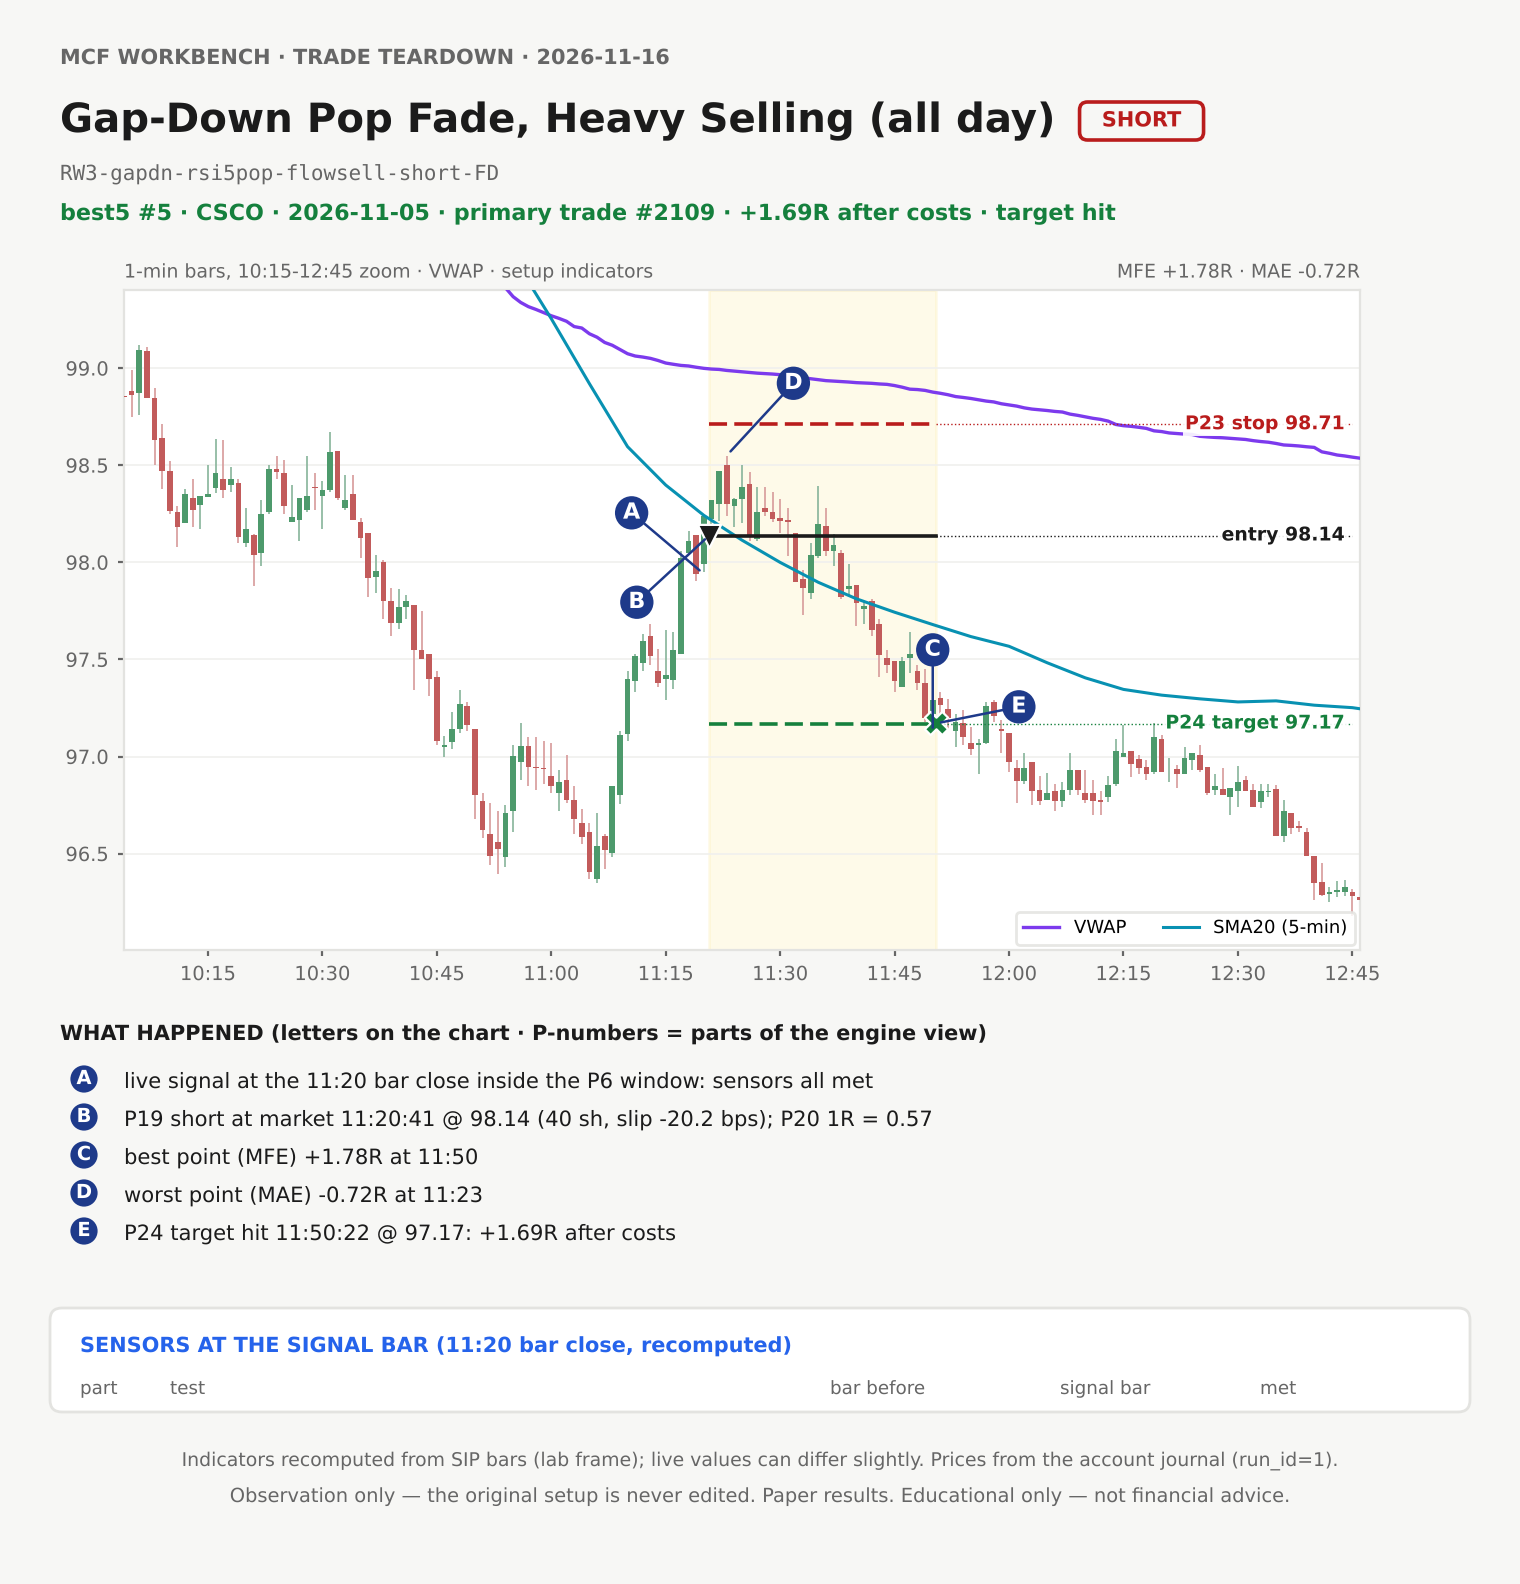 MCF WORKBENCH · TRADE TEARDOWN · 2026-11-16
Gap-Down Pop Fade, Heavy Selling (all day) SHORT
RW3-gapdn-rsi5pop-flowsell-short-FD
best5 #5 · CSCO · 2026-11-05 · primary trade #2109 · +1.69R after costs · target hit
1-min bars, 10:15-12:45 zoom · VWAP · setup indicators MFE +1.78R · MAE -0.72R
99.0
98.5
98.0
97.5
97.0
96.5
D
P23 stop 98.71
A
entry 98.14
B
C
E
P24 target 97.17
VWAP SMA20 (5-min)
10:15 10:30 10:45 11:00 11:15 11:30 11:45 12:00 12:15 12:30 12:45
WHAT HAPPENED (letters on the chart · P-numbers = parts of the engine view)
A live signal at the 11:20 bar close inside the P6 window: sensors all met
B P19 short at market 11:20:41 @ 98.14 (40 sh, slip -20.2 bps); P20 1R = 0.57
C best point (MFE) +1.78R at 11:50
D worst point (MAE) -0.72R at 11:23
E P24 target hit 11:50:22 @ 97.17: +1.69R after costs
SENSORS AT THE SIGNAL BAR (11:20 bar close, recomputed)
part test bar before signal bar met
Indicators recomputed from SIP bars (lab frame); live values can differ slightly. Prices from the account journal (run_id=1).
Observation only — the original setup is never edited. Paper results. Educational only — not financial advice.